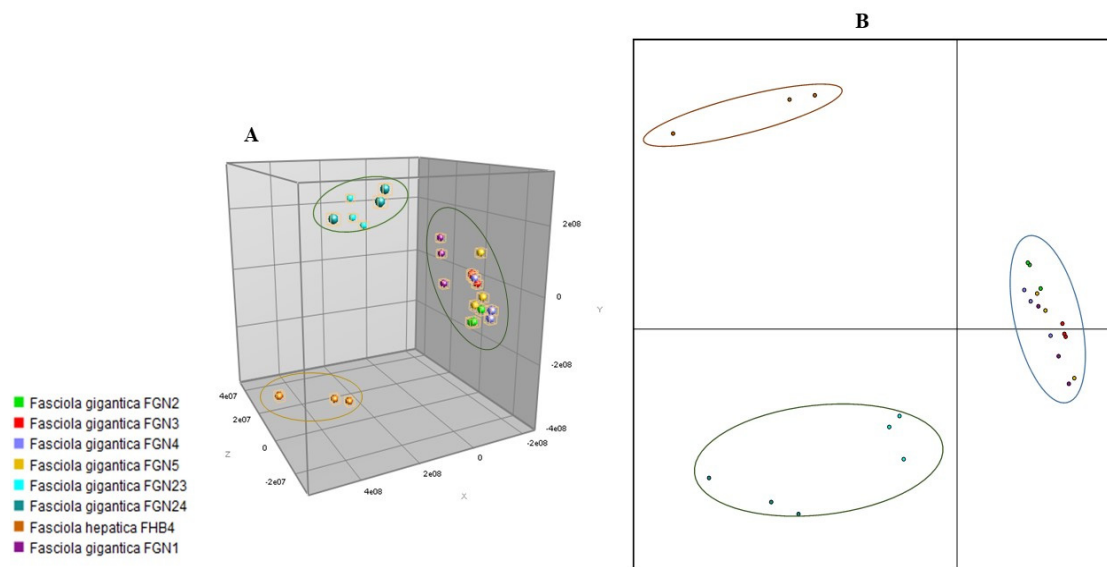 A
B
2e08
0
Y
-2e08
-4e08
-2e08
0
X
2e08
4e08
4e07
2e07
Z
0
-2e07
Fasciola gigantica FGN2
Fasciola gigantica FGN3
Fasciola gigantica FGN4
Fasciola gigantica FGN5
Fasciola gigantica FGN23
Fasciola gigantica FGN24
Fasciola hepatica FHB4
Fasciola gigantica FGN1